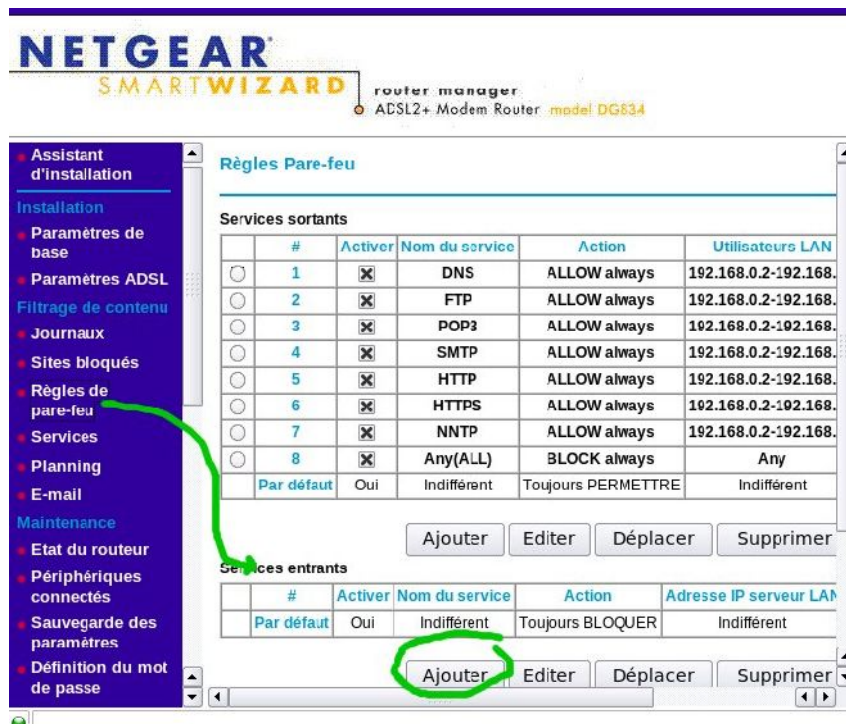 NETGEAR
SMARTWIZARD router manager
ADSL2+ Modem Router model DG834
Assistant d'installation
Installation
Paramètres de base
Paramètres ADSL
Filtrage de contenu
Journaux
Sites bloqués
Règles de pare-feu
Services
Planning
E-mail
Maintenance
Etat du routeur
Périphériques connectés
Sauvegarde des paramètres
Définition du mot de passe
Règles Pare-feu
Services sortants
# Activer Nom du service Action Utilisateurs LAN
1 DNS ALLOW always 192.168.0.2-192.168.
2 FTP ALLOW always 192.168.0.2-192.168.
3 POP3 ALLOW always 192.168.0.2-192.168.
4 SMTP ALLOW always 192.168.0.2-192.168.
5 HTTP ALLOW always 192.168.0.2-192.168.
6 HTTPS ALLOW always 192.168.0.2-192.168.
7 NNTP ALLOW always 192.168.0.2-192.168.
8 Any(ALL) BLOCK always Any
Par défaut Oui Indifférent Toujours PERMETTRE Indifférent
Ajouter Editer Déplacer Supprimer
Services entrants
# Activer Nom du service Action Adresse IP serveur LAN
Par défaut Oui Indifférent Toujours BLOQUER Indifférent
Ajouter Editer Déplacer Supprimer